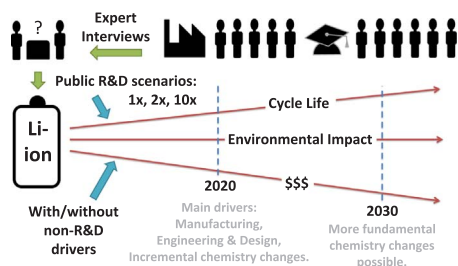 ?
Expert
Interviews
Public R&D scenarios:
1x, 2x, 10x
Li-
ion
Cycle Life
Environmental Impact
2020
$$$
2030
With/without
non-R&D
drivers
Main drivers:
Manufacturing,
Engineering & Design,
Incremental chemistry changes.
More fundamental
chemistry changes
possible.